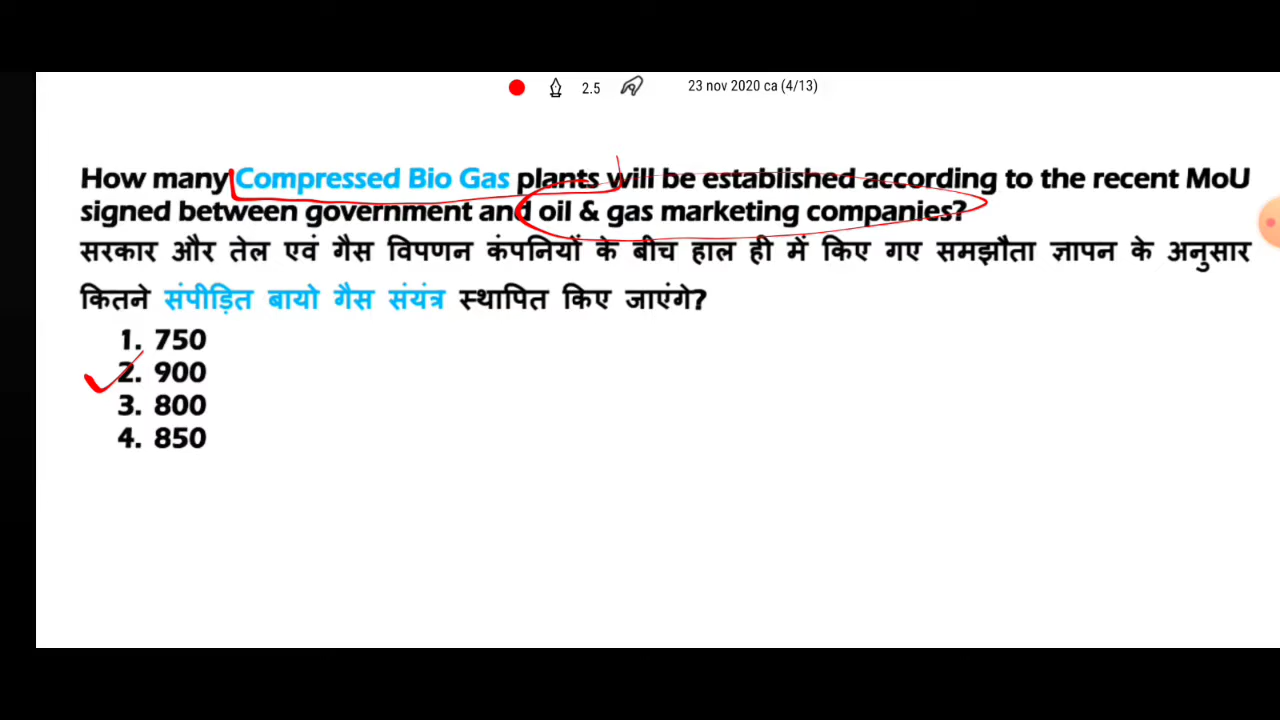 2.5 23 nov 2020 ca (4/13)
How many Compressed Bio Gas plants will be established according to the recent MoU
signed between government and oil & gas marketing companies?
सरकार और तेल एवं गैस विपणन कंपनियों के बीच हाल ही में किए गए समझौता ज्ञापन के अनुसार
कितने संपीड़ित बायो गैस संयंत्र स्थापित किए जाएंगे?
1. 750
2. 900
3. 800
4. 850